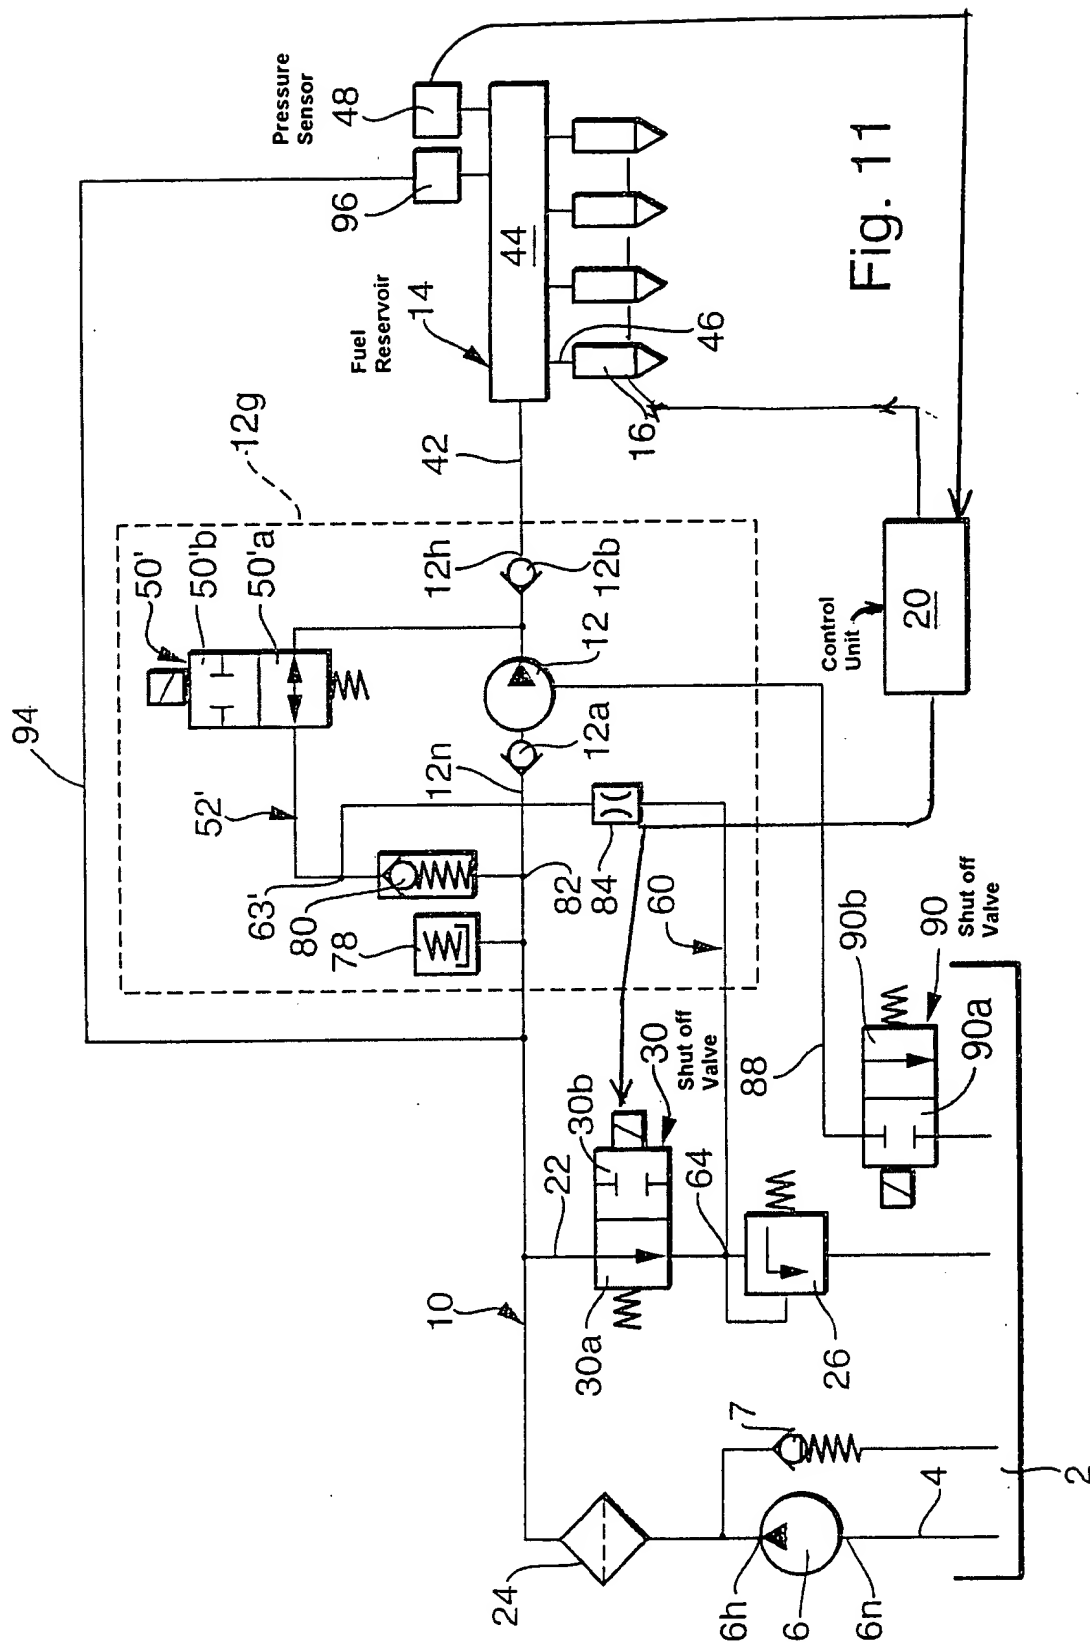 Fig. 11
94
50'
50'b
50'a
12g
52'
63'
80
78
Fuel
Reservoir
14
96
Pressure
Sensor
48
44
42
12h
12b
12
12a
12n
82
84
60
16
46
Control
Unit
20
10
22
30b
30
Shut off
Valve
30a
64
26
88
90b
90
Shut off
Valve
90a
24
7
6h
6
6n
4
2